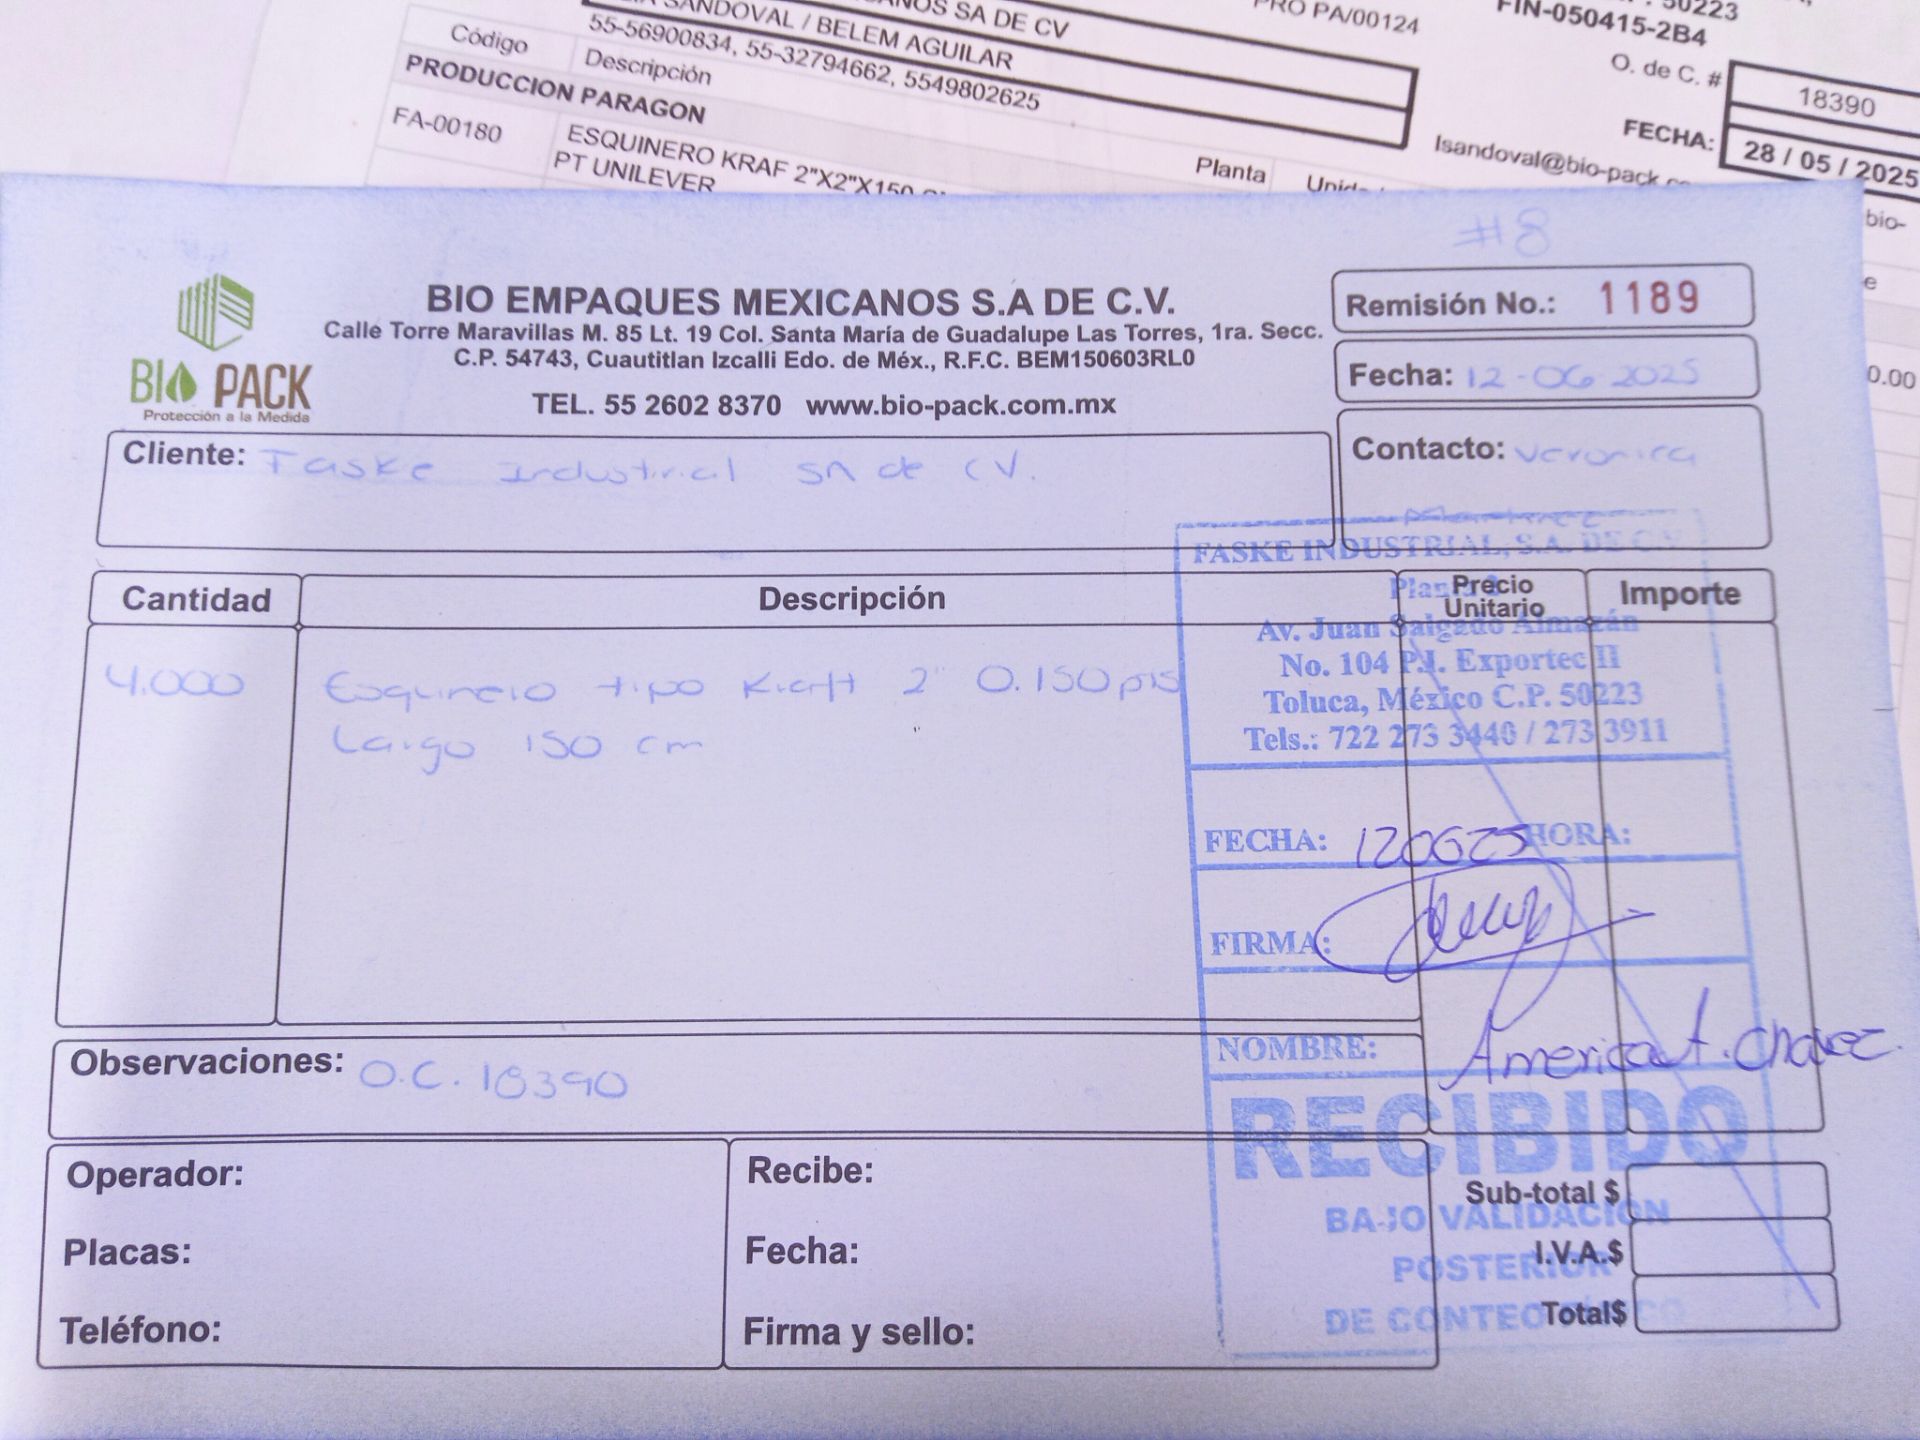 SANDOVAL / BELEM AGUILAR
SA DE CV
PRO PA/00124
50223
FIN-050415-2B4
55-56900834, 55-32794662, 5549802625
O. de C. # 18390
Código Descripción
FECHA: 28 / 05 / 2025
PRODUCCION PARAGON
lsandoval@bio-pack
FA-00180 ESQUINERO KRAF 2"X2"X150
Planta
PT UNILEVER
bio-
e
0.00
#8
BIO EMPAQUES MEXICANOS S.A DE C.V.
Calle Torre Maravillas M. 85 Lt. 19 Col. Santa María de Guadalupe Las Torres, 1ra. Secc.
C.P. 54743, Cuautitlan Izcalli Edo. de Méx., R.F.C. BEM150603RL0
TEL. 55 2602 8370 www.bio-pack.com.mx
BIO PACK
Protección a la Medida
Remisión No.: 1189
Fecha: 12-06-2025
Cliente: Faske Industrial SA de CV.
Contacto: Veronica
Cantidad Descripción Precio Unitario Importe
4.000 Esquinero tipo Kraft 2" 0.150 pts
Largo 150 cm
FASKE INDUSTRIAL, S.A. DE C.V
Av. Juan Salgado Almazán
No. 104 P.I. Exportec II
Toluca, México C.P. 50223
Tels.: 722 273 3440 / 273 3911
FECHA: 120625 HORA:
FIRMA:
NOMBRE: America A. Chavez.
RECIBIDO
BAJO VALIDACION
POSTERIOR
DE CONTEO
Observaciones: O.C. 18390
Operador:
Placas:
Teléfono:
Recibe:
Fecha:
Firma y sello:
Sub-total $
I.V.A.$
Total$